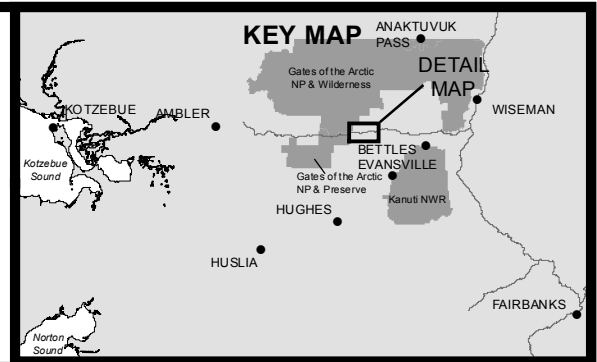 KEY MAP
ANAKTUVUK
PASS
Gates of the Arctic
NP & Wilderness
DETAIL
MAP
WISEMAN
KOTZEBUE
AMBLER
Kotzebue
Sound
BETTLES
EVANSVILLE
Gates of the Arctic
NP & Preserve
Kanuti NWR
HUGHES
HUSLIA
FAIRBANKS
Norton
Sound